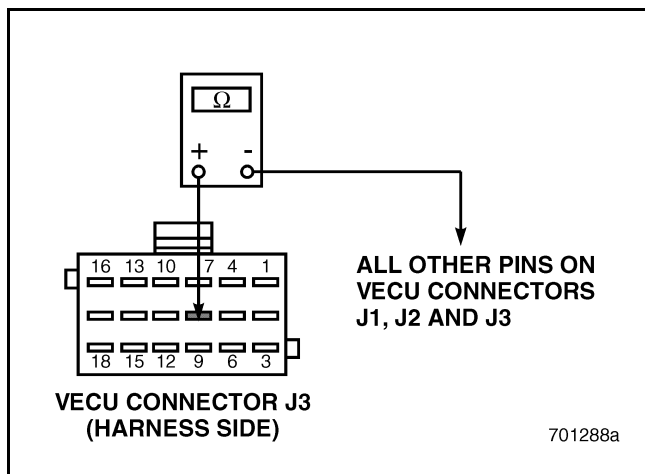 Ω
+ -
16 13 10 7 4 1
18 15 12 9 6 3
ALL OTHER PINS ON
VECU CONNECTORS
J1, J2 AND J3
VECU CONNECTOR J3
(HARNESS SIDE)
701288a